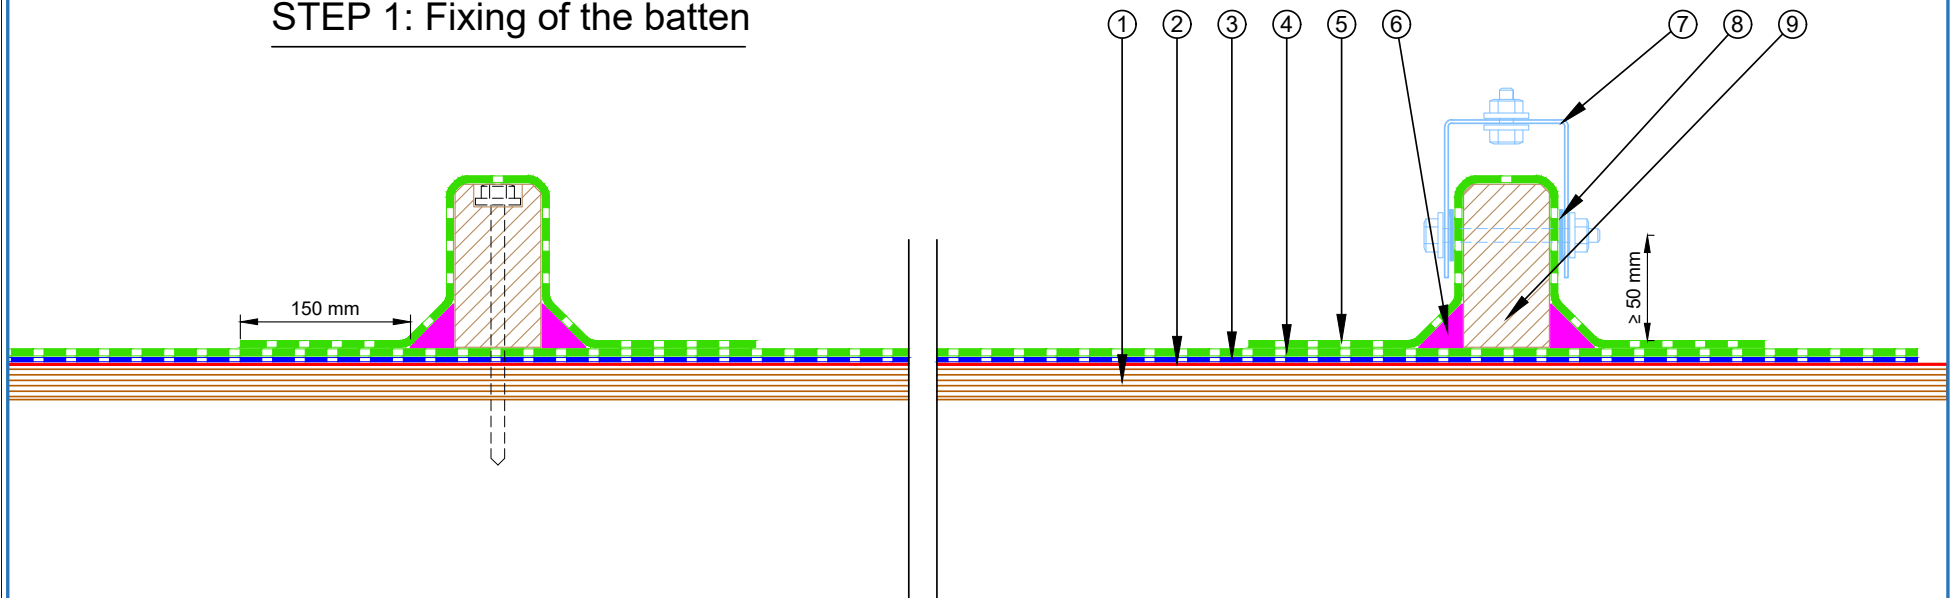 STEP 1: Fixing of the batten
1 2 3 4 5 6 7 8 9
150 mm
≥ 50 mm